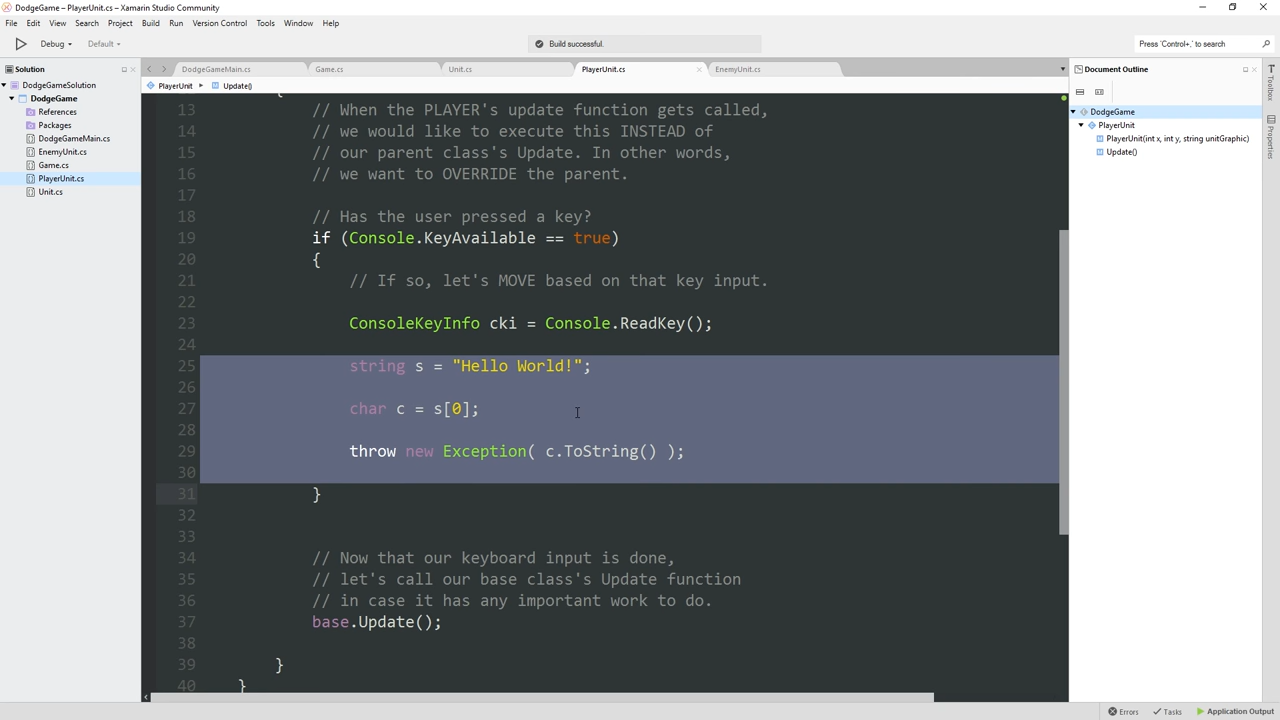 DodgeGame – PlayerUnit.cs – Xamarin Studio Community
File Edit View Search Project Build Run Version Control Tools Window Help
Debug Default Build successful. Press 'Control+,' to search
Solution
DodgeGameSolution
DodgeGame
References
Packages
DodgeGameMain.cs
EnemyUnit.cs
Game.cs
PlayerUnit.cs
Unit.cs
DodgeGameMain.cs Game.cs Unit.cs PlayerUnit.cs EnemyUnit.cs
PlayerUnit Update()
{
13 // When the PLAYER's update function gets called,
14 // we would like to execute this INSTEAD of
15 // our parent class's Update. In other words,
16 // we want to OVERRIDE the parent.
17
18 // Has the user pressed a key?
19 if (Console.KeyAvailable == true)
20 {
21 // If so, let's MOVE based on that key input.
22
23 ConsoleKeyInfo cki = Console.ReadKey();
24
25 string s = "Hello World!";
26
27 char c = s[0];
28
29 throw new Exception( c.ToString() );
30
31 }
32
33
34 // Now that our keyboard input is done,
35 // let's call our base class's Update function
36 // in case it has any important work to do.
37 base.Update();
38
39 }
40 }
Document Outline
DodgeGame
PlayerUnit
PlayerUnit(int x, int y, string unitGraphic)
Update()
Toolbox
Properties
Errors Tasks Application Output